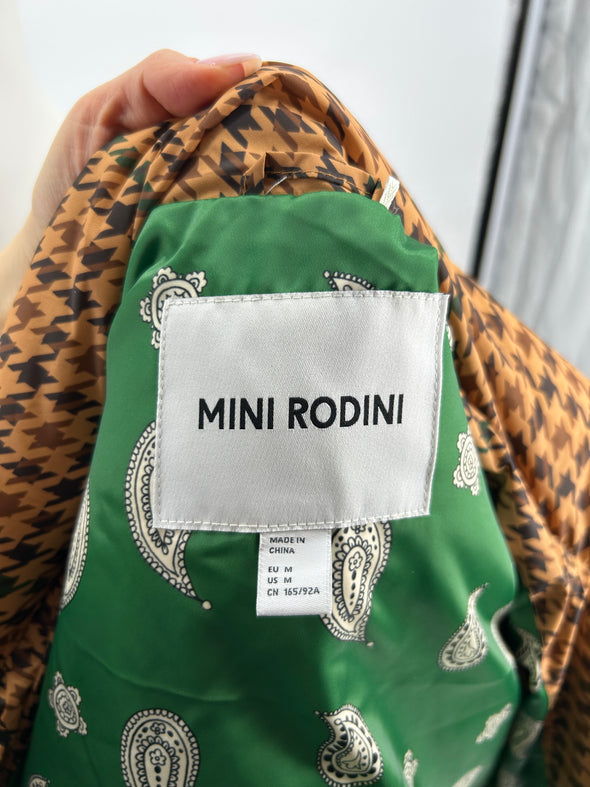 MINI RODINI
MADE IN
CHINA
EU M
US M
CN 165/92A